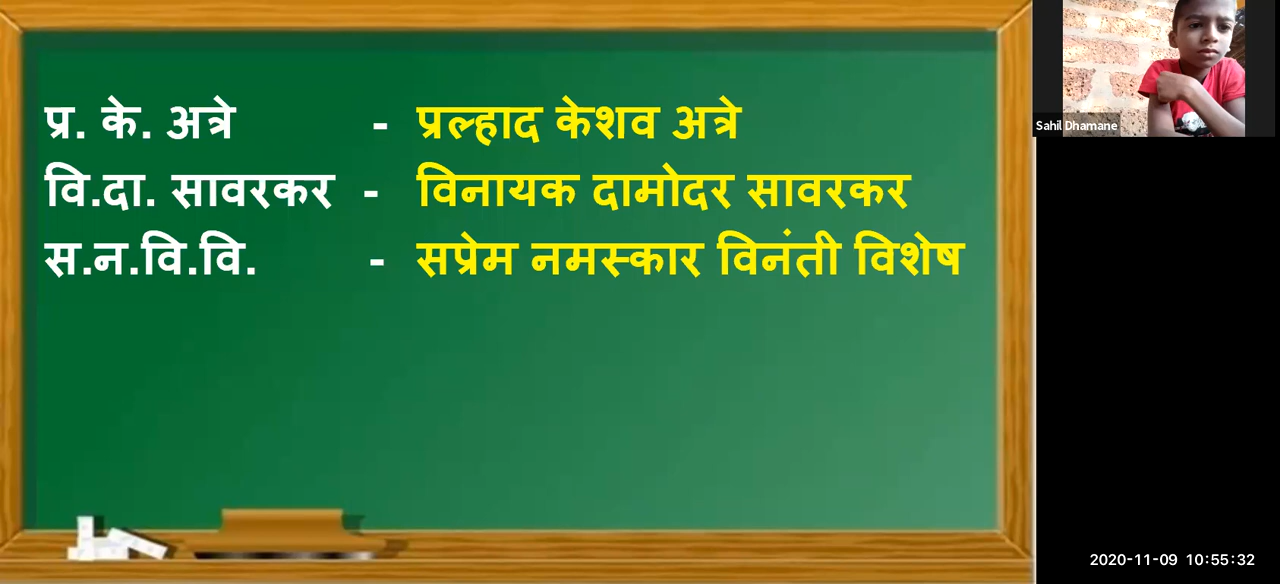 प्र. के. अत्रे - प्रल्हाद केशव अत्रे
वि.दा. सावरकर - विनायक दामोदर सावरकर
स.न.वि.वि. - सप्रेम नमस्कार विनंती विशेष
Sahil Dhamane
2020-11-09 10:55:32